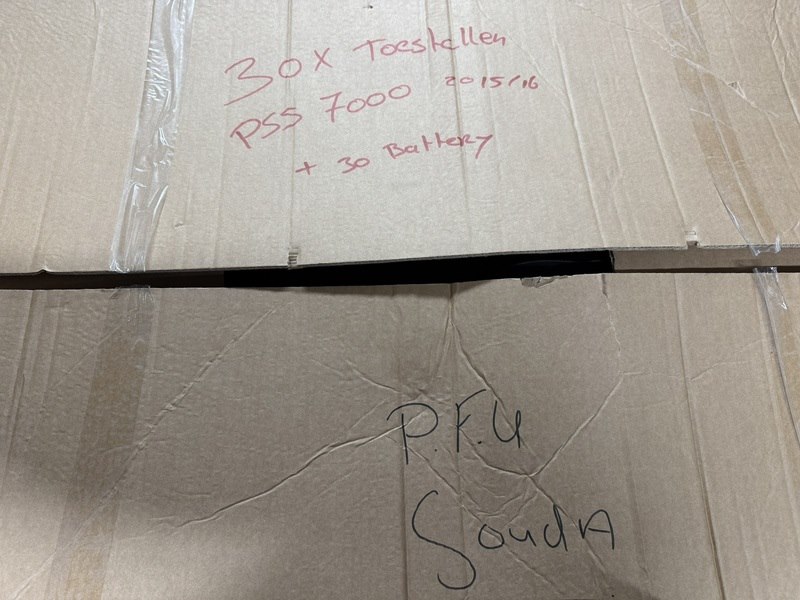 30x Toestellen
PSS 7000 2015/16
+ 30 Battery
P.F.U
GoudA